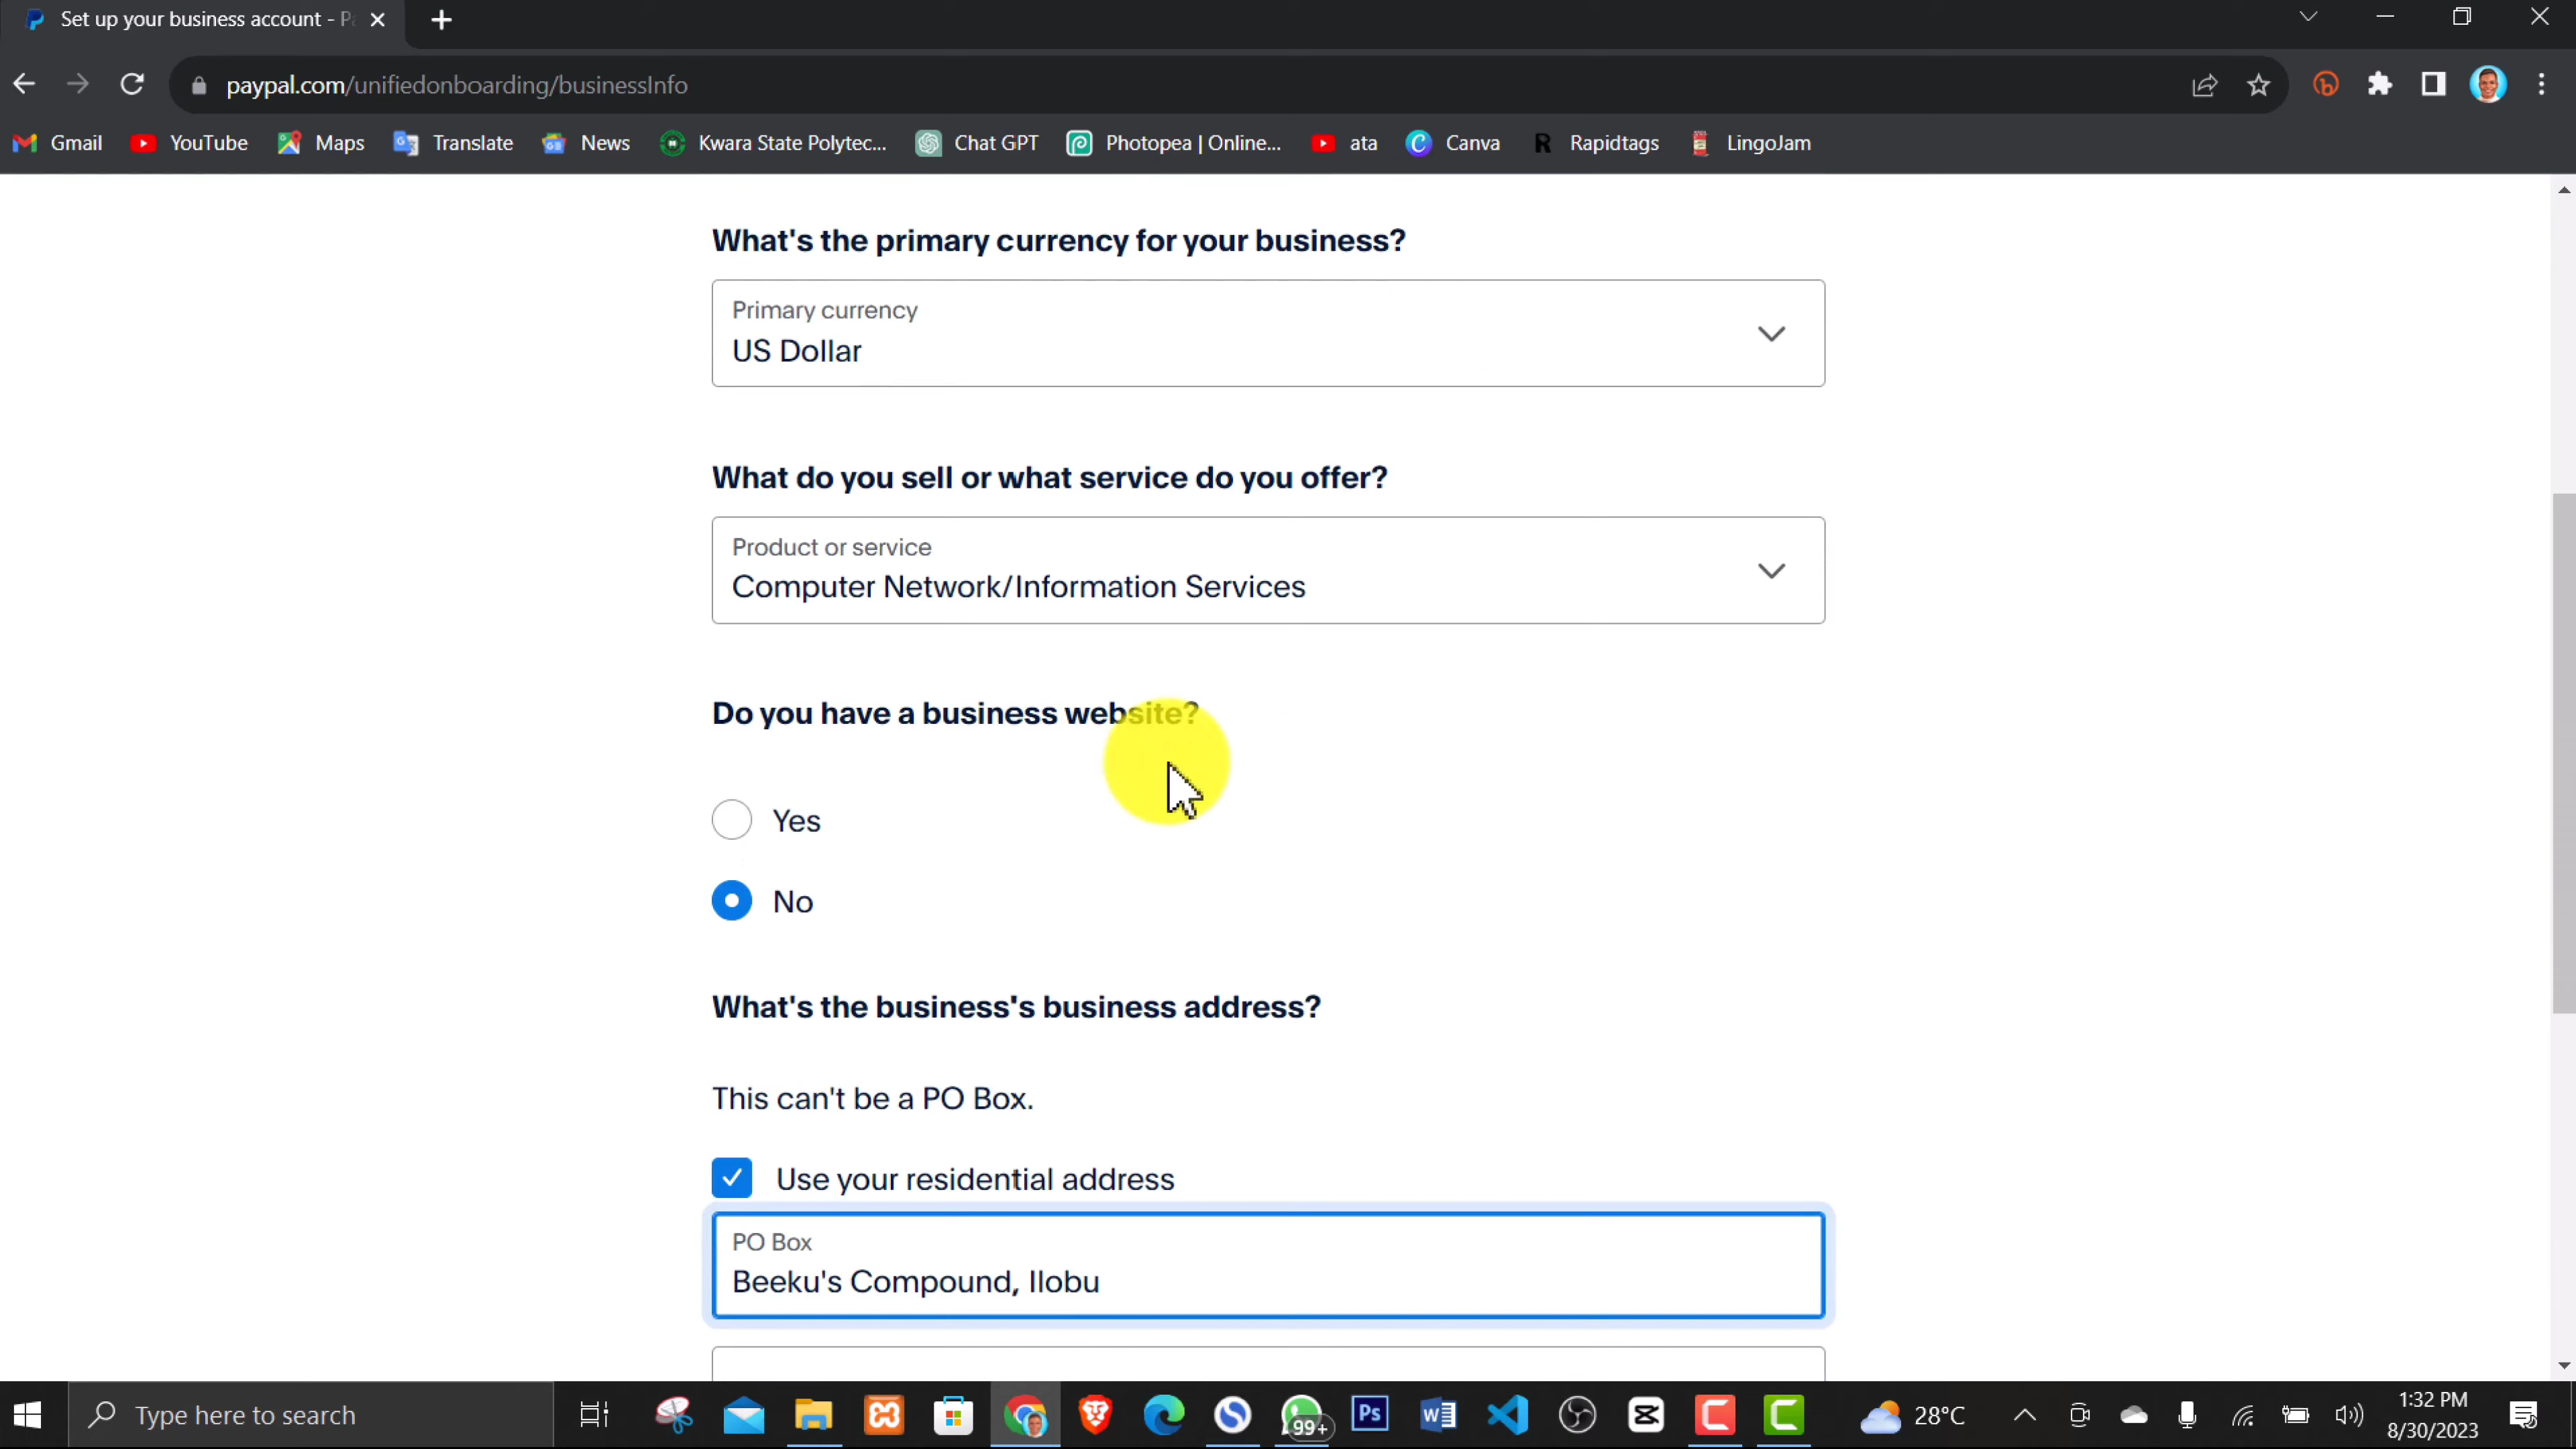 Set up your business account - Pa
paypal.com/unifiedonboarding/businessInfo
Gmail YouTube Maps Translate News Kwara State Polytec... Chat GPT Photopea | Online... ata Canva Rapidtags LingoJam
What's the primary currency for your business?
Primary currency
US Dollar
What do you sell or what service do you offer?
Product or service
Computer Network/Information Services
Do you have a business website?
Yes
No
What's the business's business address?
This can't be a PO Box.
Use your residential address
PO Box
Beeku's Compound, Ilobu
Type here to search
99+
Ps
28°C
1:32 PM
8/30/2023